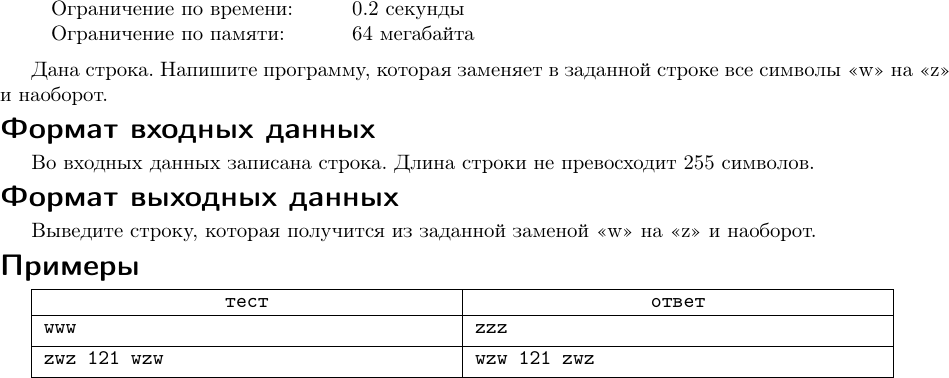 Ограничение по времени: 0.2 секунды
Ограничение по памяти: 64 мегабайта
Дана строка. Напишите программу, которая заменяет в заданной строке все символы «w» на «z»
и наоборот.
Формат входных данных
Во входных данных записана строка. Длина строки не превосходит 255 символов.
Формат выходных данных
Выведите строку, которая получится из заданной заменой «w» на «z» и наоборот.
Примеры
тест ответ
www zzz
zwz 121 wzw wzw 121 zwz